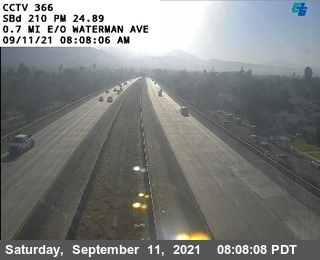 CCTV 366
SBd 210 PM 24.89
0.7 MI E/O WATERMAN AVE
09/11/21 08:08:06 AM
Saturday, September 11, 2021 08:08:08 PDT